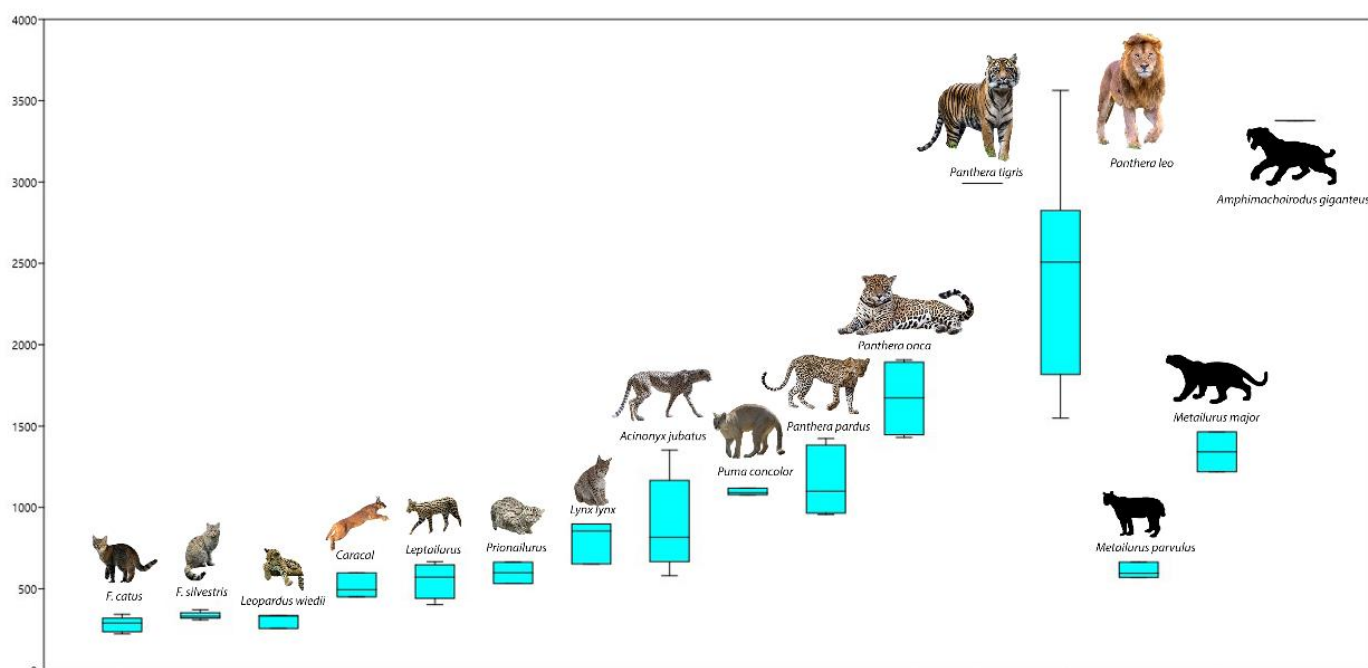 4000
3500
3000
2500
2000
1500
1000
500
F. catus
F. silvestris
Leopardus wiedii
Caracal
Leptailurus
Prionailurus
Lynx lynx
Acinonyx jubatus
Puma concolor
Panthera pardus
Panthera onca
Panthera tigris
Panthera leo
Amphimachairodus giganteus
Metailurus parvulus
Metailurus major